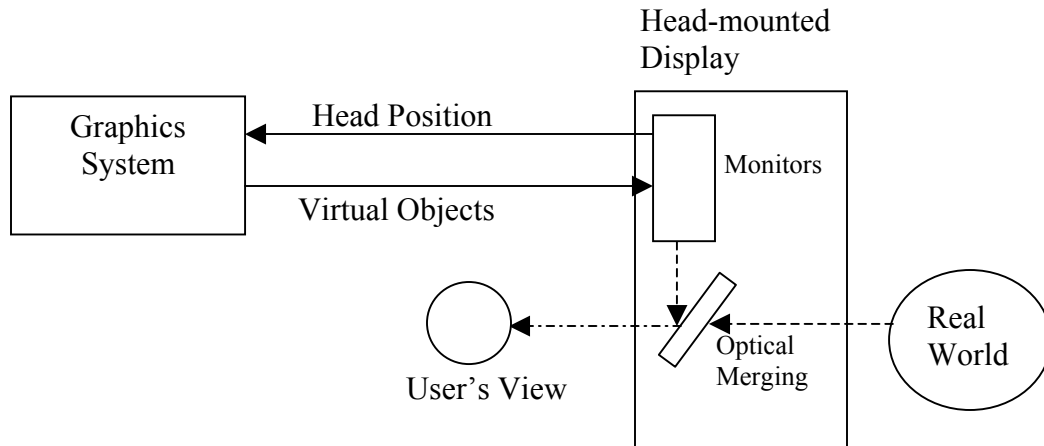 Head-mounted
Display
Graphics
System
Head Position
Monitors
Virtual Objects
Real
World
Optical
Merging
User’s View